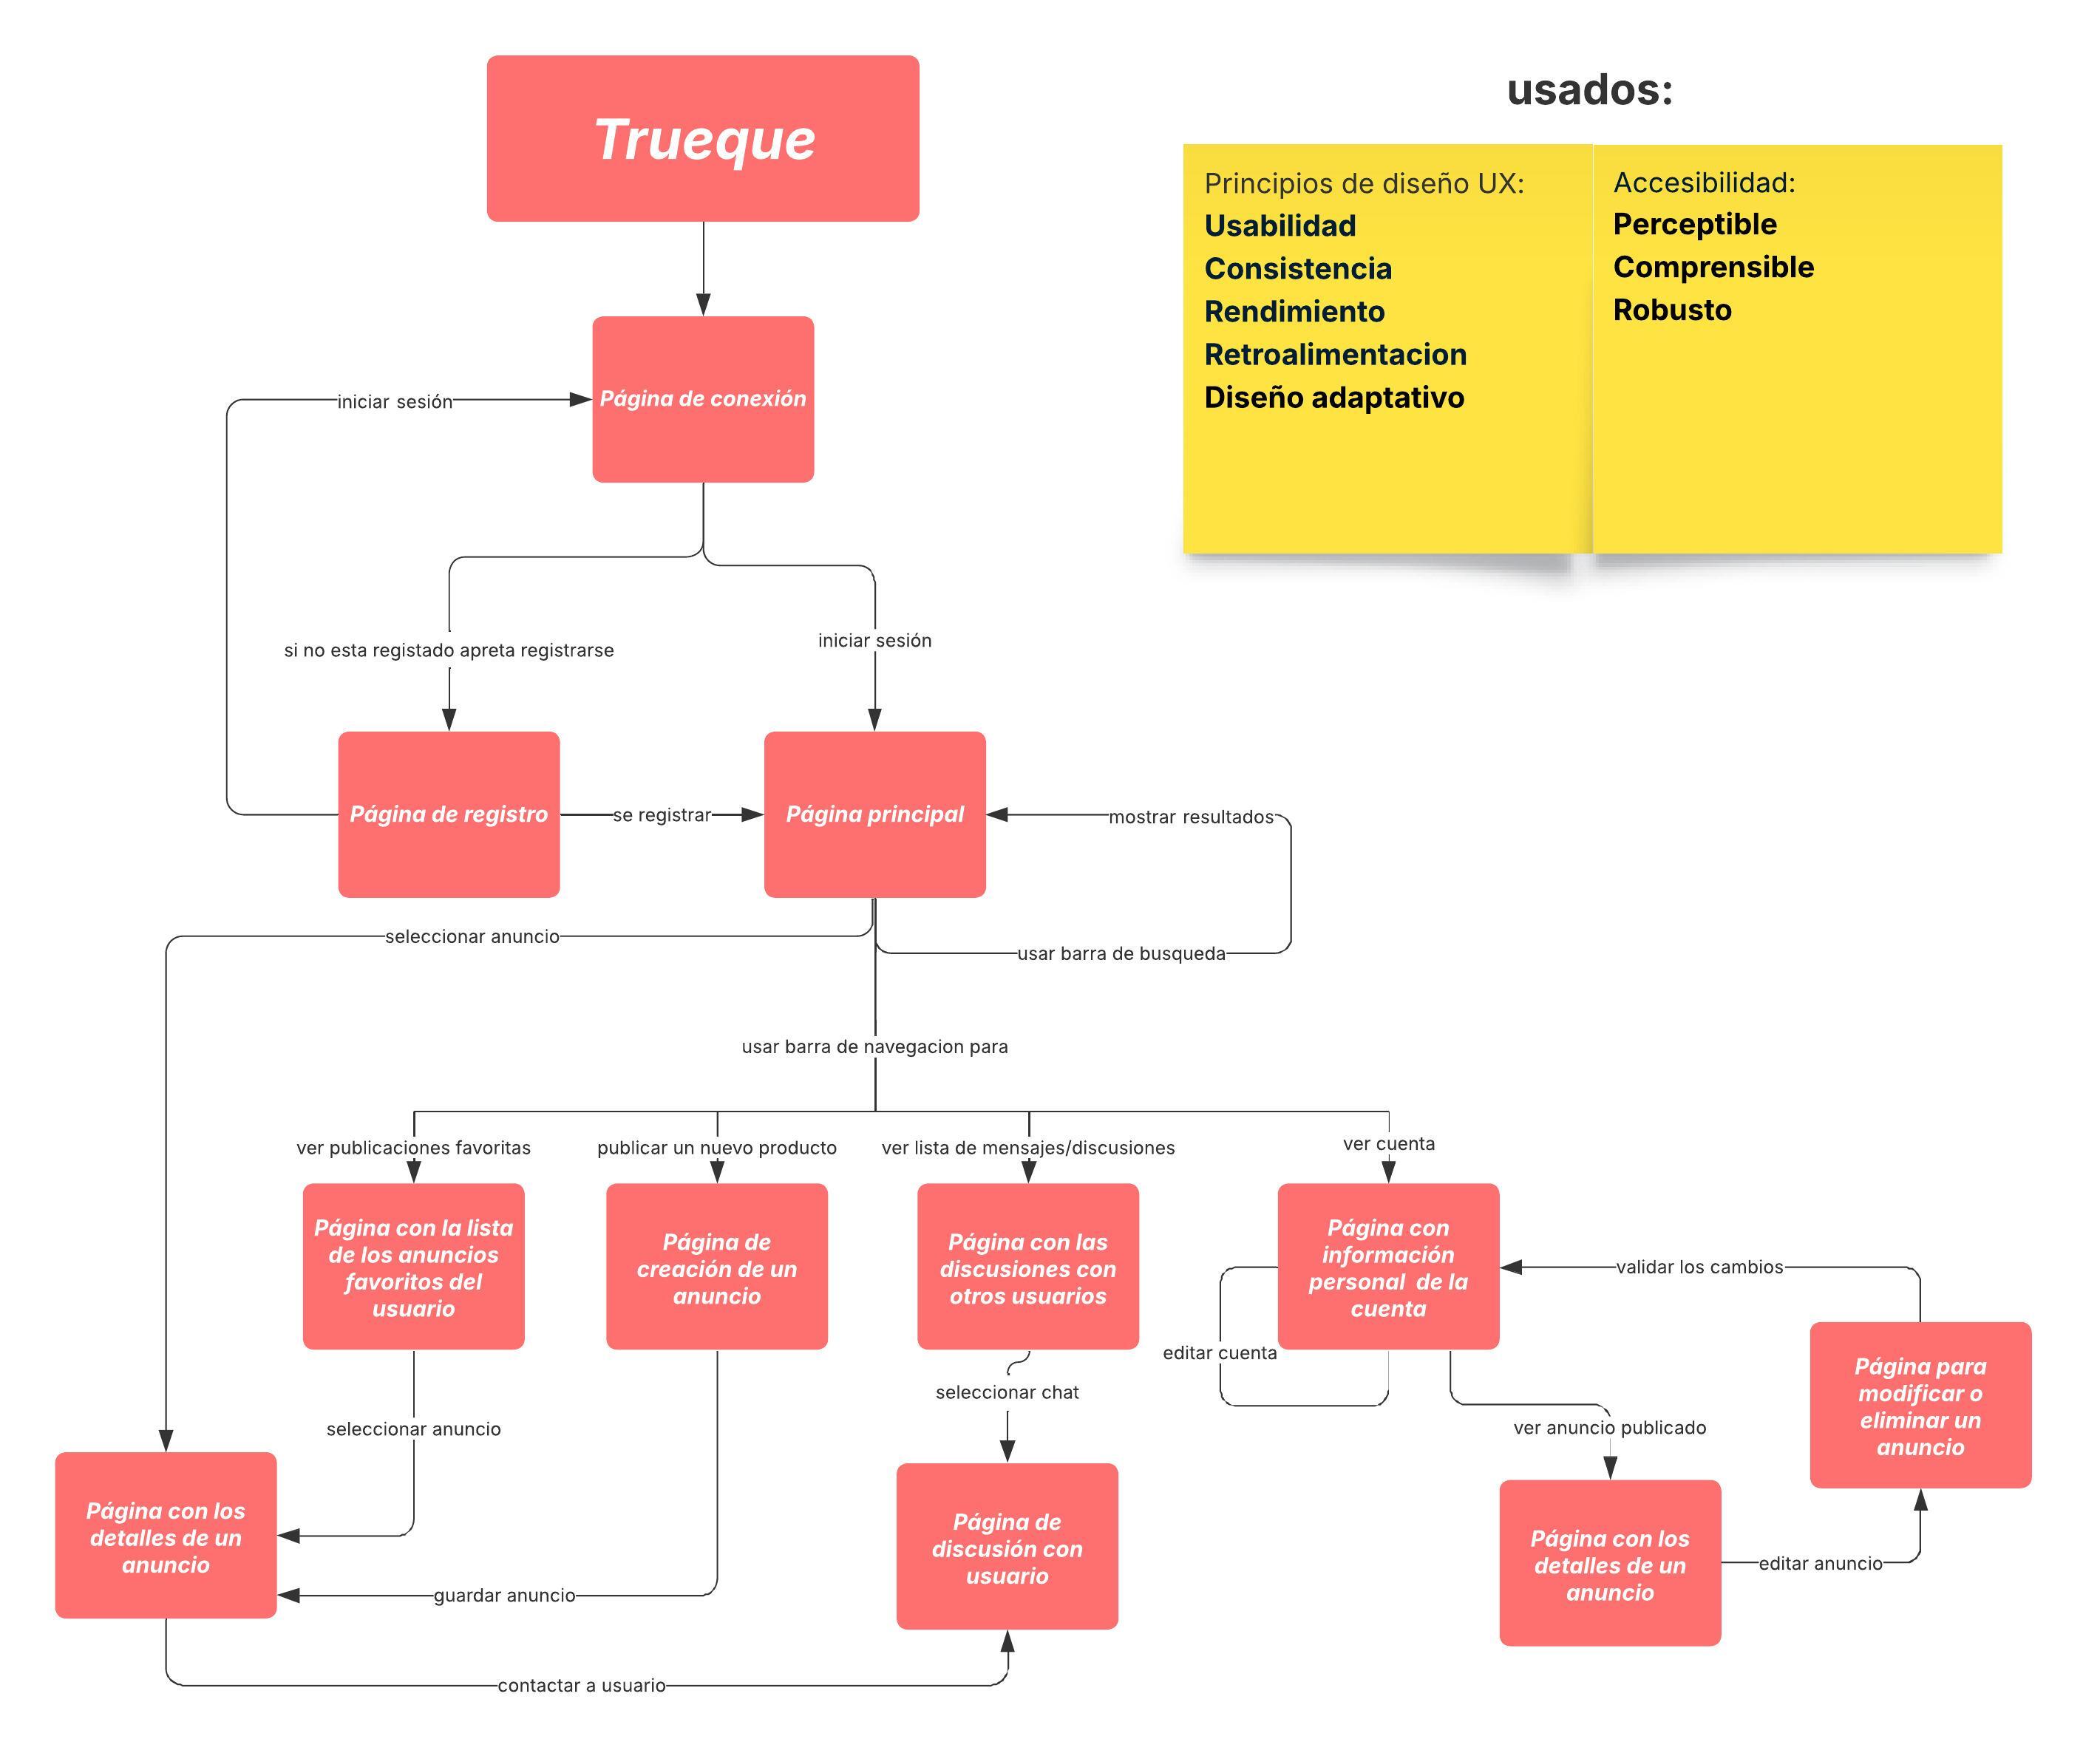 Trueque
usados:
Principios de diseño UX:
Usabilidad
Consistencia
Rendimiento
Retroalimentacion
Diseño adaptativo
Accesibilidad:
Perceptible
Comprensible
Robusto
iniciar sesión
Página de conexión
si no esta registado apreta registrarse
iniciar sesión
Página de registro
se registrar
Página principal
mostrar resultados
seleccionar anuncio
usar barra de busqueda
usar barra de navegacion para
ver publicaciones favoritas
publicar un nuevo producto
ver lista de mensajes/discusiones
ver cuenta
Página con la lista
de los anuncios
favoritos del
usuario
Página de
creación de un
anuncio
Página con las
discusiones con
otros usuarios
Página con
información
personal de la
cuenta
validar los cambios
editar cuenta
seleccionar chat
Página para
modificar o
eliminar un
anuncio
seleccionar anuncio
ver anuncio publicado
Página con los
detalles de un
anuncio
Página de
discusión con
usuario
Página con los
detalles de un
anuncio
editar anuncio
guardar anuncio
contactar a usuario